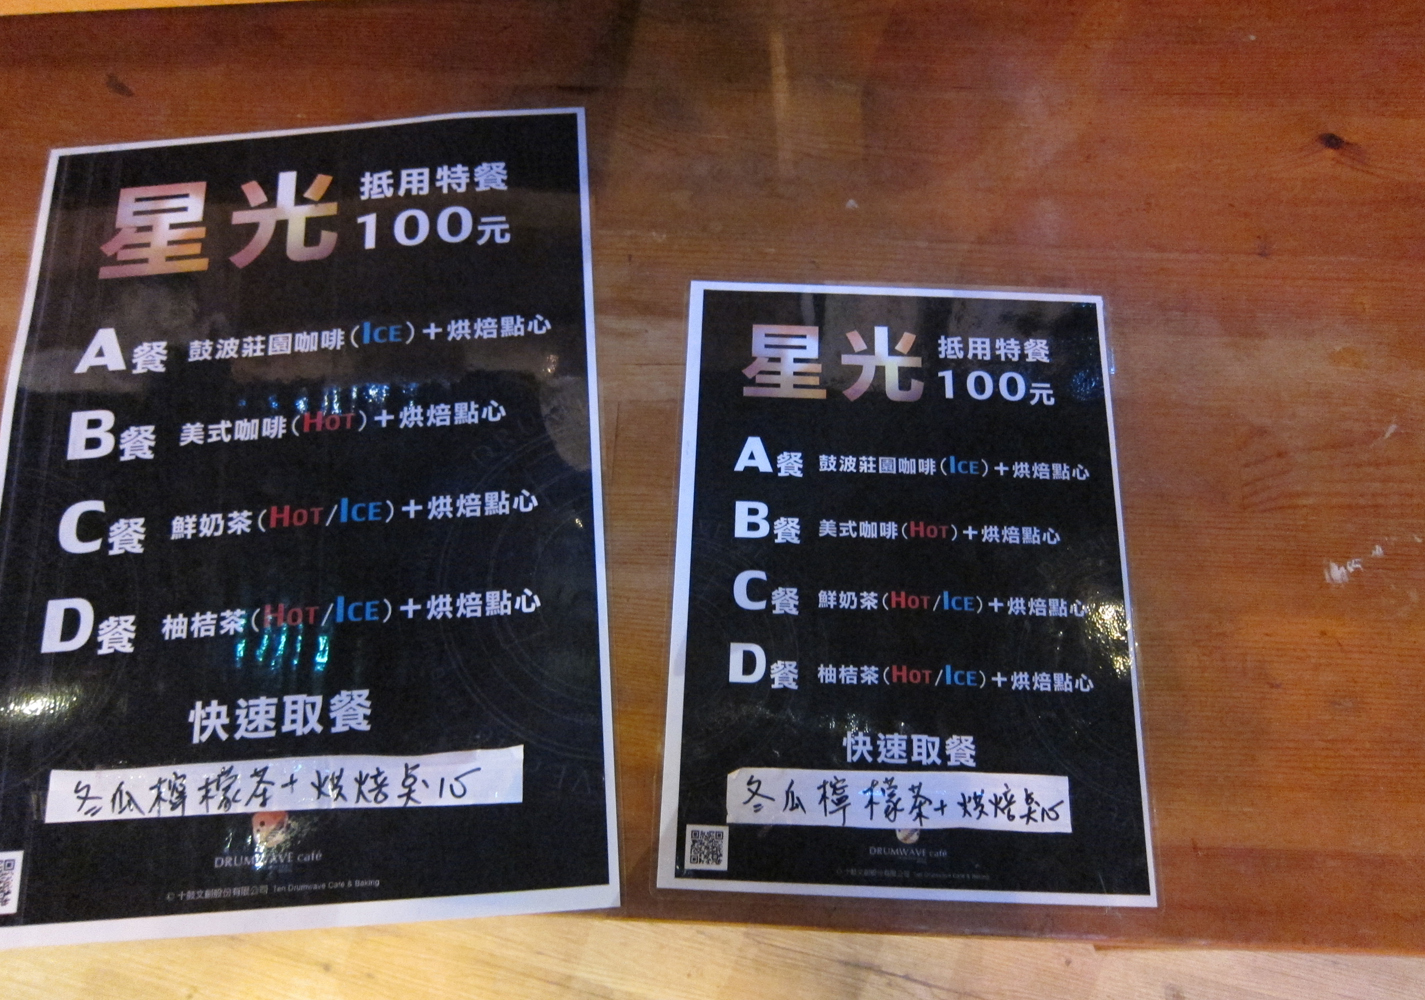 星光 抵用特餐
100元
A餐 鼓波莊園咖啡(ICE)+烘焙點心
B餐 美式咖啡(HOT)+烘焙點心
C餐 鮮奶茶(HOT/ICE)+烘焙點心
D餐 柚桔茶(HOT/ICE)+烘焙點心
快速取餐
冬瓜檸檬茶+烘焙点心
DRUMWAVE café
© 十鼓文創股份有限公司 Ten Drumwave Cafe & Baking
星光 抵用特餐
100元
A餐 鼓波莊園咖啡(ICE)+烘焙點心
B餐 美式咖啡(HOT)+烘焙點心
C餐 鮮奶茶(HOT/ICE)+烘焙點心
D餐 柚桔茶(HOT/ICE)+烘焙點心
快速取餐
冬瓜檸檬茶+烘焙点心
DRUMWAVE café
© 十鼓文創股份有限公司 Ten Drumwave Cafe & Baking